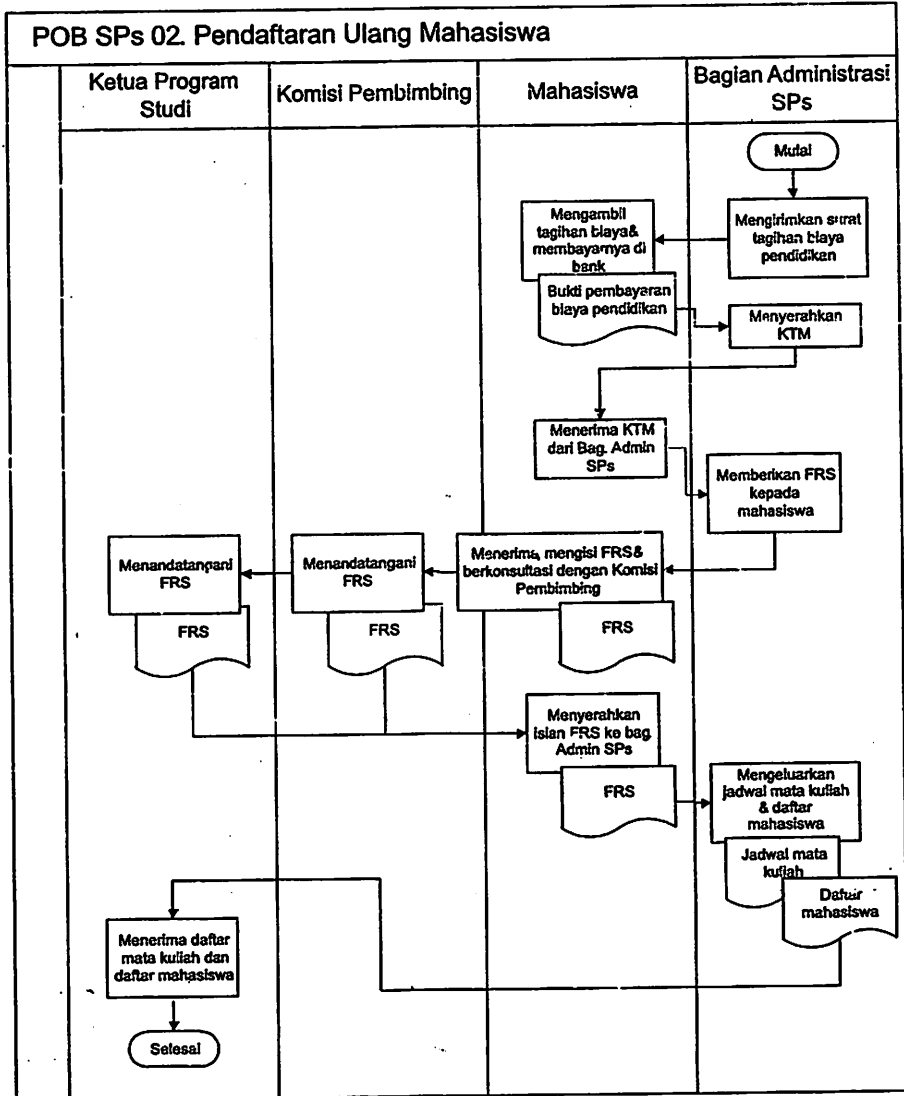 POB SPs 02. Pendaftaran Ulang Mahasiswa
Ketua Program
Studi
Komisi Pembimbing
Mahasiswa
Bagian Administrasi
SPs
Mulai
Mengirimkan surat
tagihan biaya
pendidikan
Mengambil
tagihan biaya&
membayarnya di
bank
Bukti pembayaran
biaya pendidikan
Menyerahkan
KTM
Menerima KTM
dari Bag. Admin
SPs
Memberikan FRS
kepada
mahasiswa
Menerima, mengisi FRS&
berkonsultasi dengan Komisi
Pembimbing
FRS
Menandatangani
FRS
FRS
Menandatangani
FRS
FRS
Menyerahkan
isian FRS ke bag.
Admin SPs
FRS
Mengeluarkan
jadwal mata kuliah
& daftar
mahasiswa
Jadwal mata
kuliah
Daftar
mahasiswa
Menerima daftar
mata kuliah dan
daftar mahasiswa
Selesai